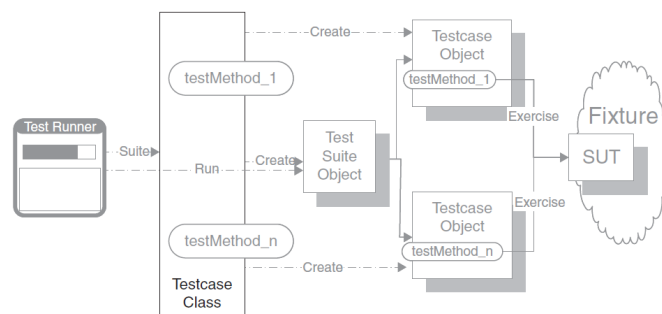 Create
Testcase
Object
testMethod_1
testMethod_1
Exercise
Fixture
Test Runner
Suite
Create
Test
Suite
Object
SUT
Run
Exercise
Testcase
Object
testMethod_n
testMethod_n
Create
Testcase
Class